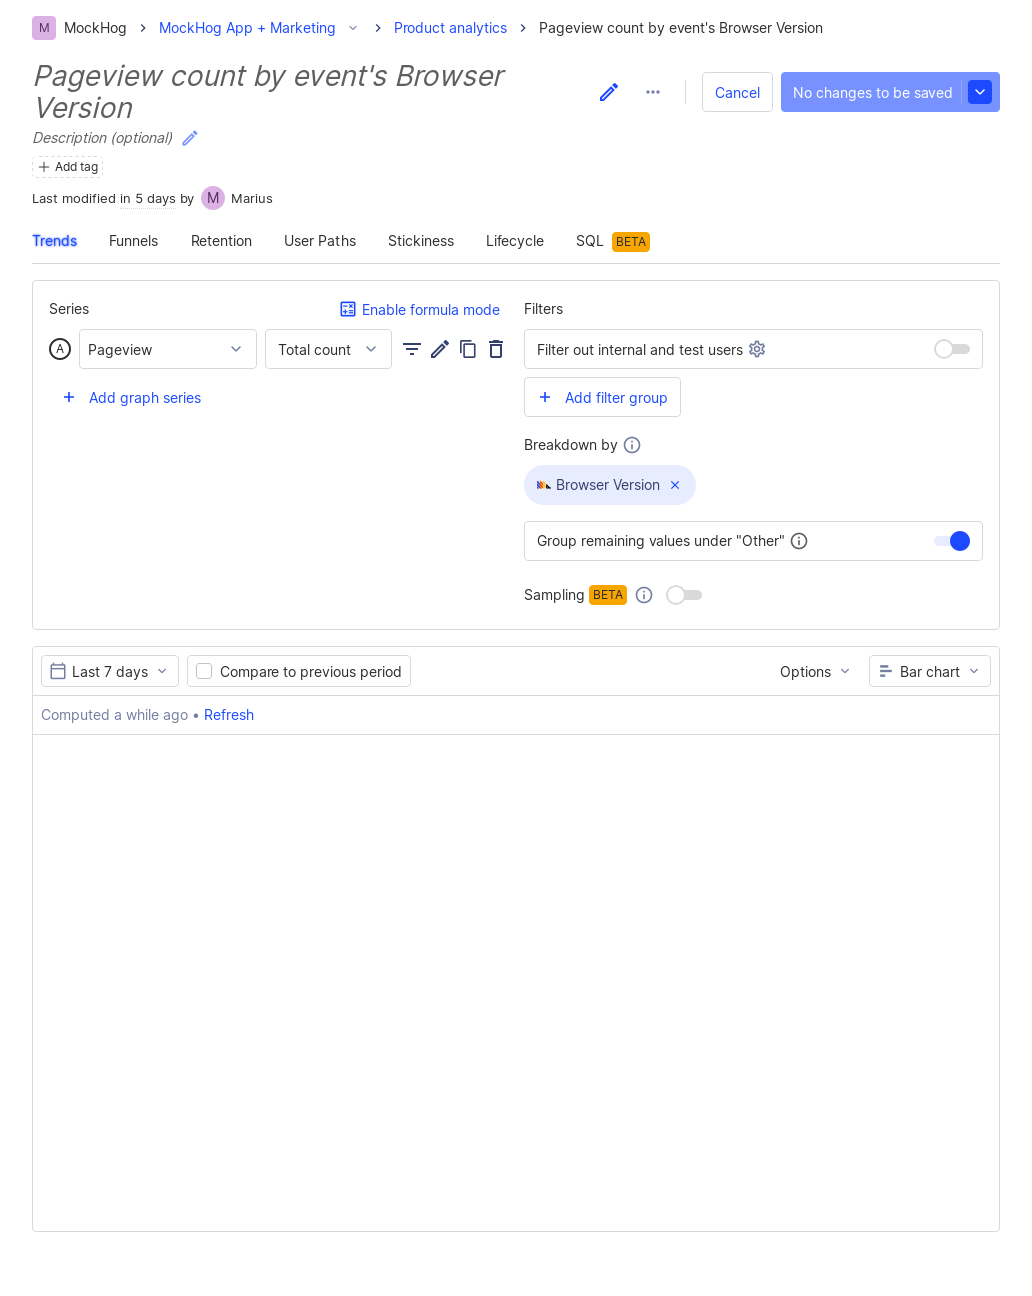 M MockHog MockHog App + Marketing Product analytics Pageview count by event's Browser Version
Pageview count by event's Browser
Version
Cancel
No changes to be saved
Description (optional)
Add tag
Last modified in 5 days by M Marius
Trends Funnels Retention User Paths Stickiness Lifecycle SQL BETA
Series
Enable formula mode
A Pageview Total count
Add graph series
Filters
Filter out internal and test users
Add filter group
Breakdown by
Browser Version
Group remaining values under "Other"
Sampling BETA
Last 7 days Compare to previous period Options Bar chart
Computed a while ago • Refresh